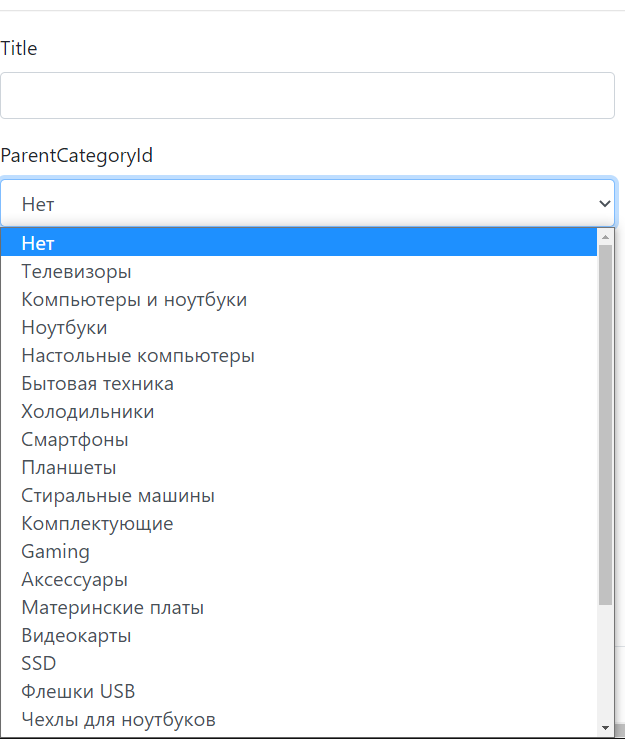 Title
ParentCategoryId
Нет
Нет
Телевизоры
Компьютеры и ноутбуки
Ноутбуки
Настольные компьютеры
Бытовая техника
Холодильники
Смартфоны
Планшеты
Стиральные машины
Комплектующие
Gaming
Аксессуары
Материнские платы
Видеокарты
SSD
Флешки USB
Чехлы для ноутбуков